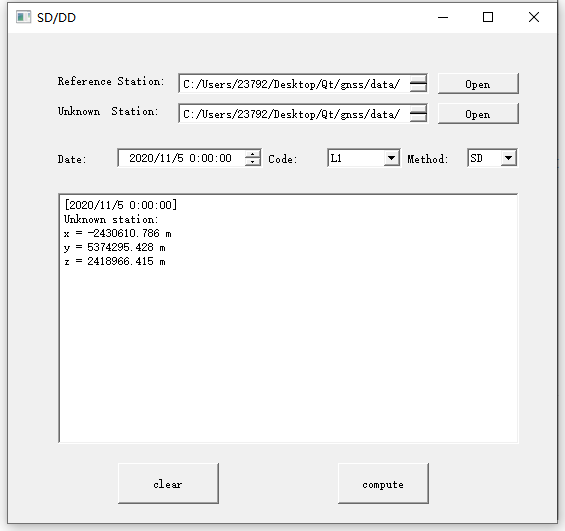 SD/DD
Reference Station: C:/Users/23792/Desktop/Qt/gnss/data/ Open
Unknown Station: C:/Users/23792/Desktop/Qt/gnss/data/ Open
Date: 2020/11/5 0:00:00 Code: L1 Method: SD
[2020/11/5 0:00:00]
Unknown station:
x = -2430610.786 m
y = 5374295.428 m
z = 2418966.415 m
clear compute